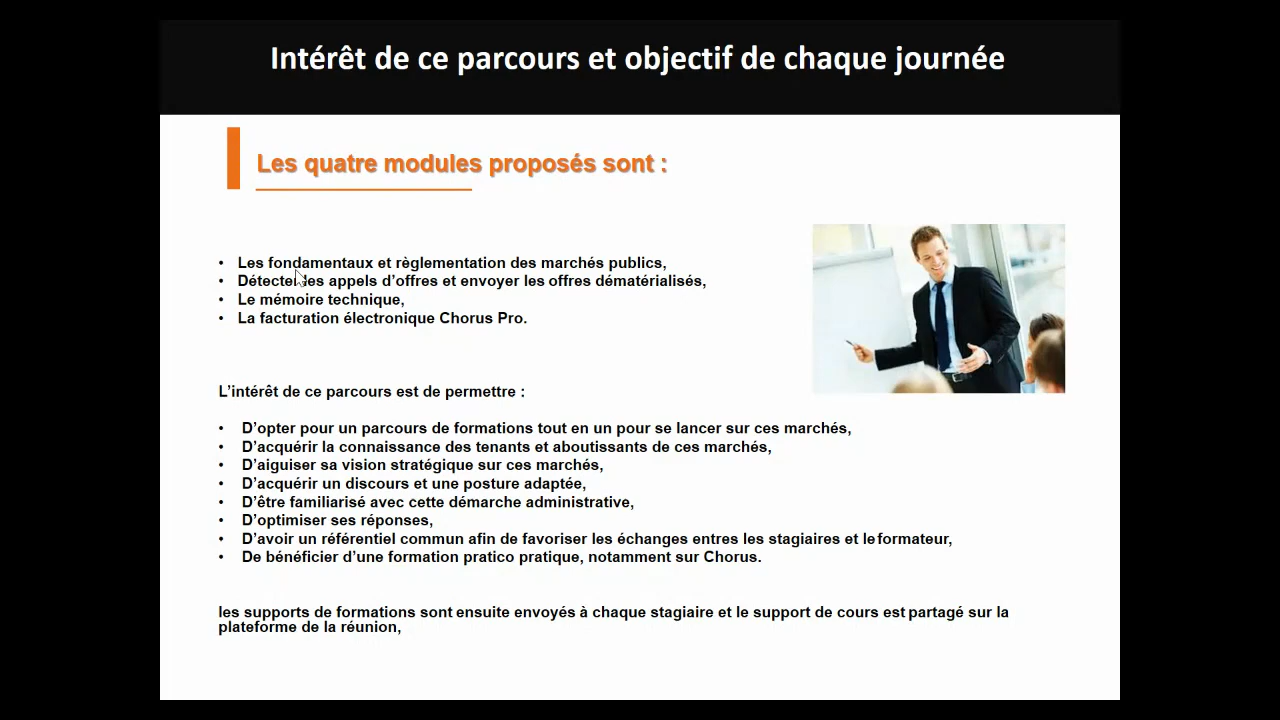 Intérêt de ce parcours et objectif de chaque journée
Les quatre modules proposés sont :
• Les fondamentaux et règlementation des marchés publics,
• Détecter les appels d’offres et envoyer les offres dématérialisés,
• Le mémoire technique,
• La facturation électronique Chorus Pro.
L’intérêt de ce parcours est de permettre :
• D’opter pour un parcours de formations tout en un pour se lancer sur ces marchés,
• D’acquérir la connaissance des tenants et aboutissants de ces marchés,
• D’aiguiser sa vision stratégique sur ces marchés,
• D’acquérir un discours et une posture adaptée,
• D’être familiarisé avec cette démarche administrative,
• D’optimiser ses réponses,
• D’avoir un référentiel commun afin de favoriser les échanges entres les stagiaires et le formateur,
• De bénéficier d’une formation pratico pratique, notamment sur Chorus.
les supports de formations sont ensuite envoyés à chaque stagiaire et le support de cours est partagé sur la
plateforme de la réunion,